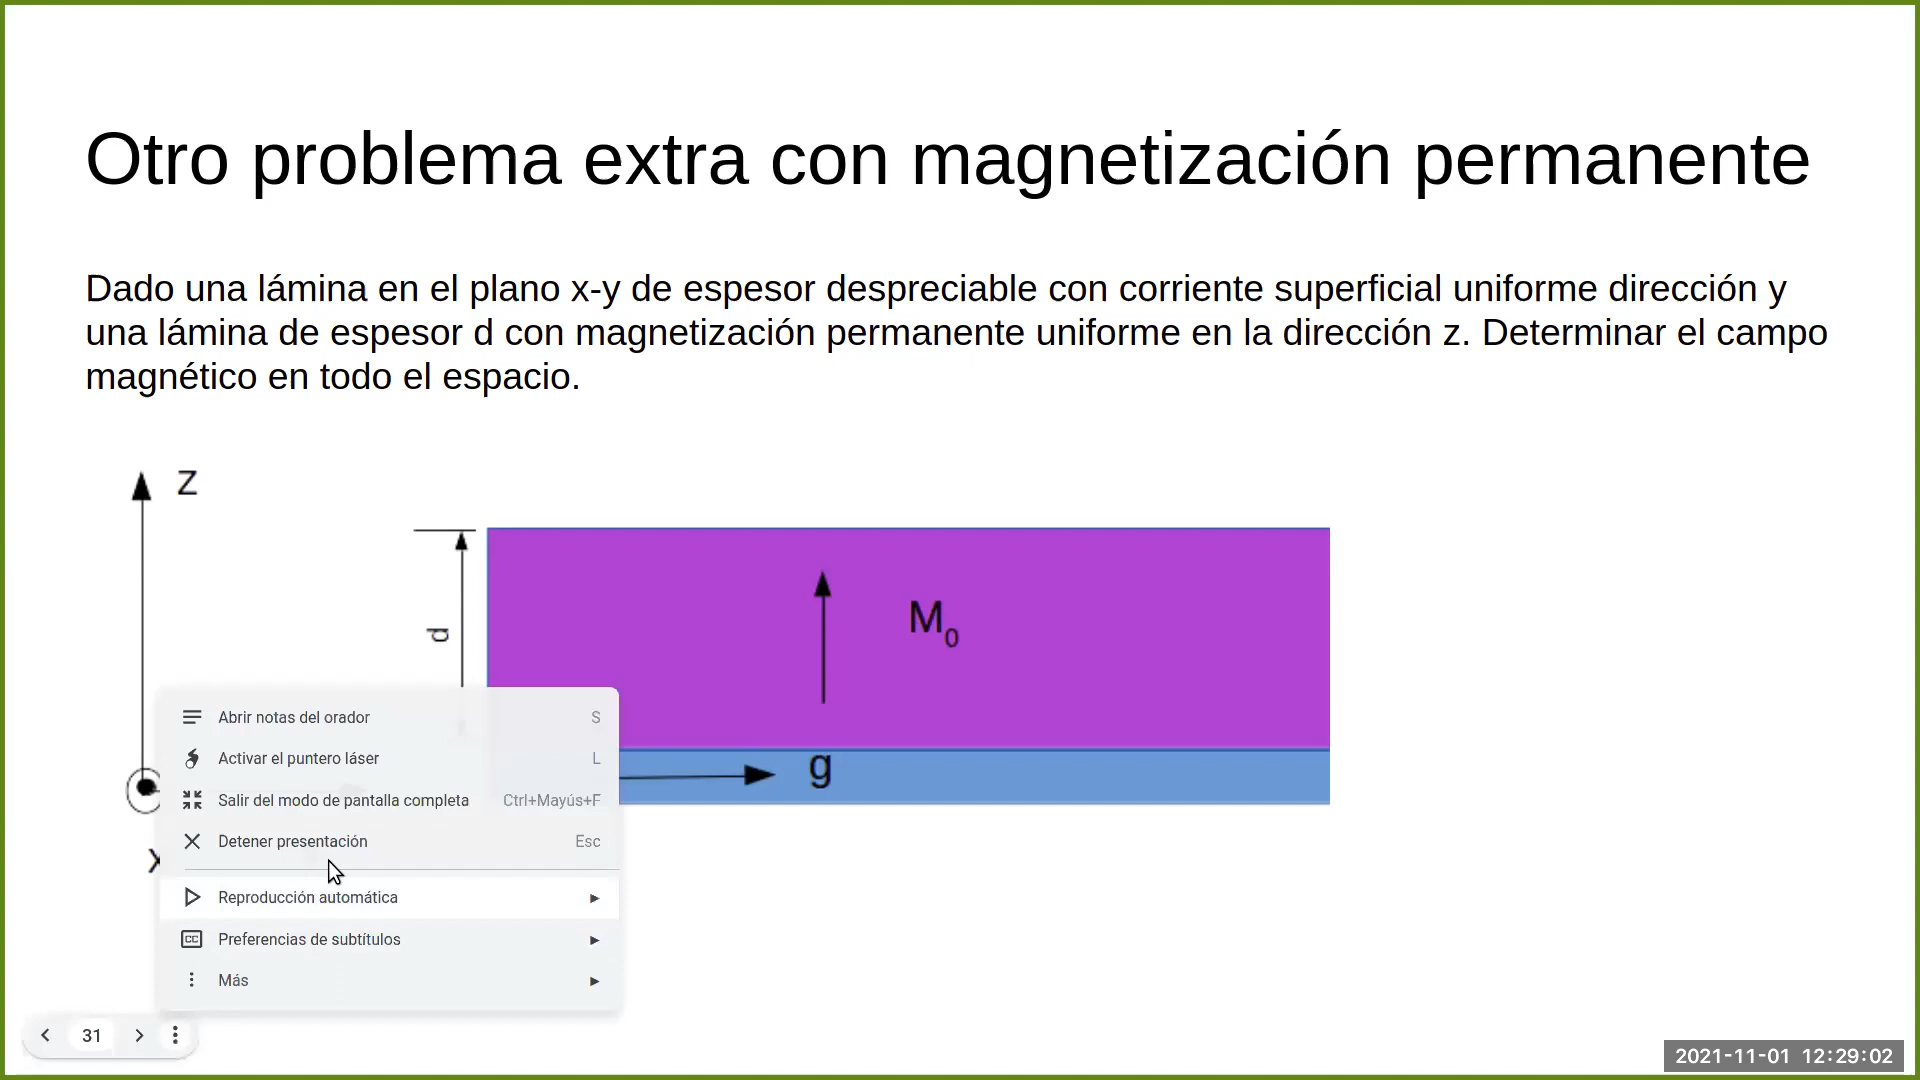 Otro problema extra con magnetización permanente
Dado una lámina en el plano x-y de espesor despreciable con corriente superficial uniforme dirección y
una lámina de espesor d con magnetización permanente uniforme en la dirección z. Determinar el campo
magnético en todo el espacio.
Z
d
M0
g
X
Abrir notas del orador S
Activar el puntero láser L
Salir del modo de pantalla completa Ctrl+Mayús+F
Detener presentación Esc
Reproducción automática
CC Preferencias de subtítulos
Más
31
2021-11-01 12:29:02